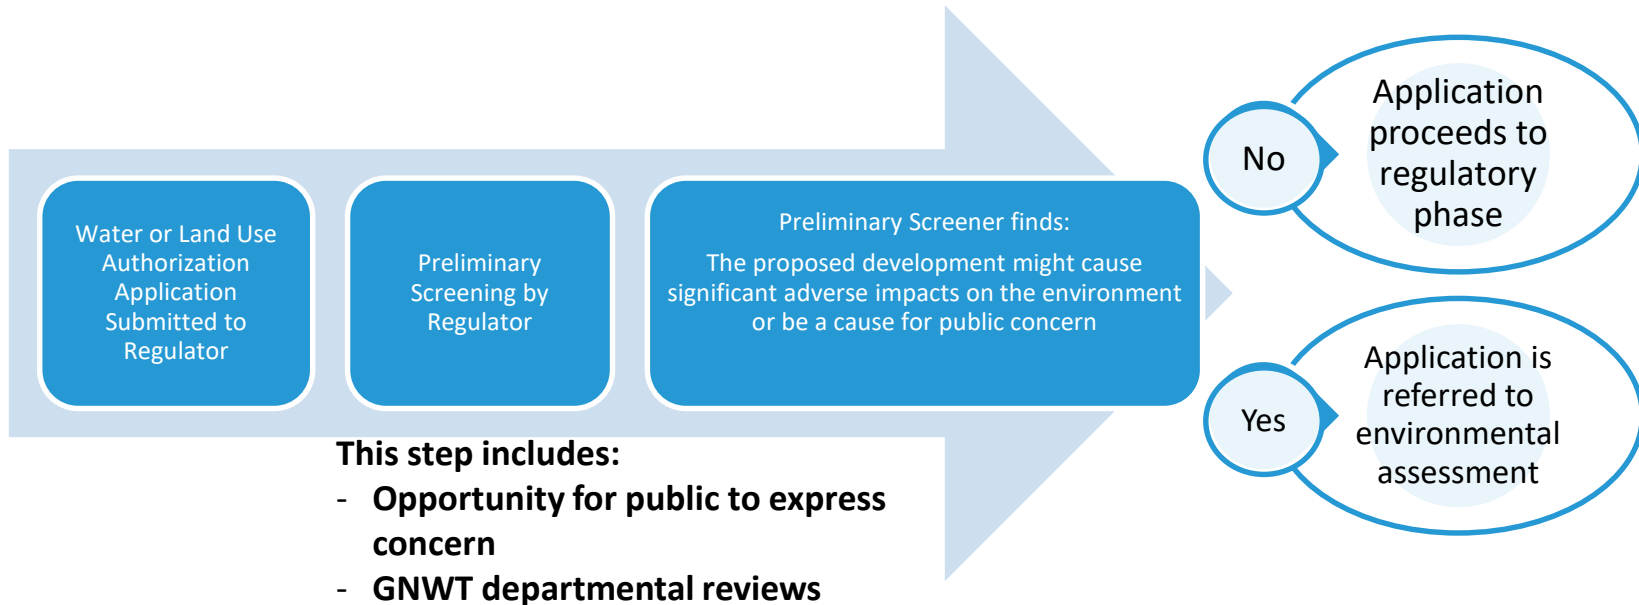 Water or Land Use
Authorization
Application
Submitted to
Regulator
Preliminary
Screening by
Regulator
This step includes:
- Opportunity for public to express
concern
- GNWT departmental reviews
Preliminary Screener finds:
The proposed development might cause
significant adverse impacts on the environment
or be a cause for public concern
No
Application
proceeds to
regulatory
phase
Yes
Application is
referred to
environmental
assessment